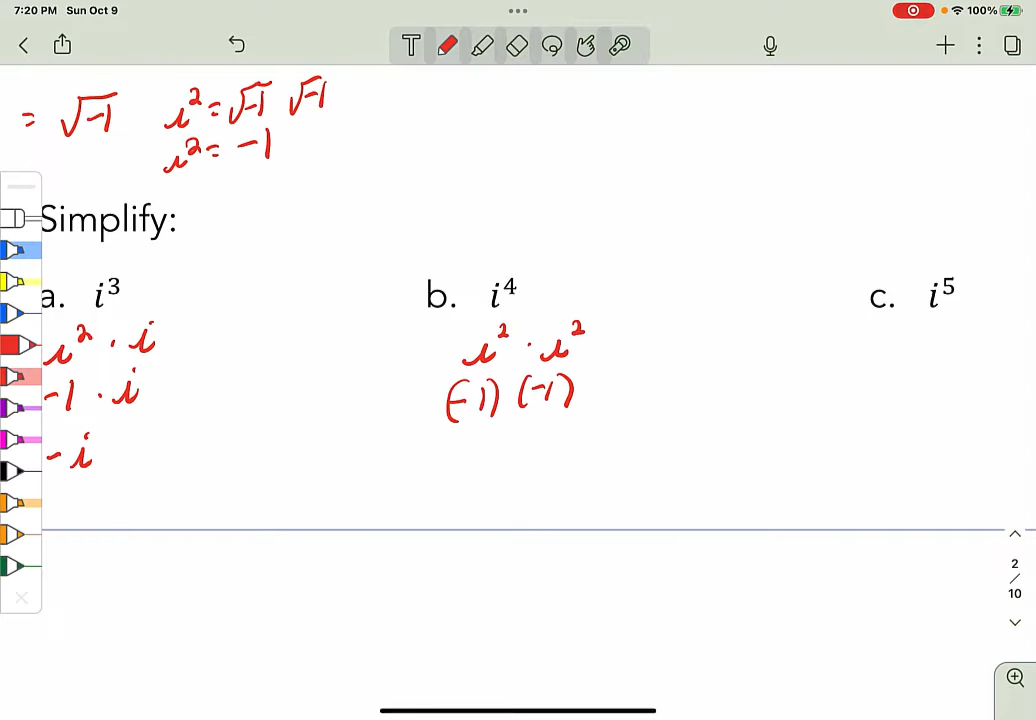 7:20 PM Sun Oct 9
100%
= √-1 i² = √-1 √-1
i² = -1
Simplify:
a. i³ b. i⁴ c. i⁵
i² · i i² · i²
-1 · i (-1) (-1)
-i
2
/
10